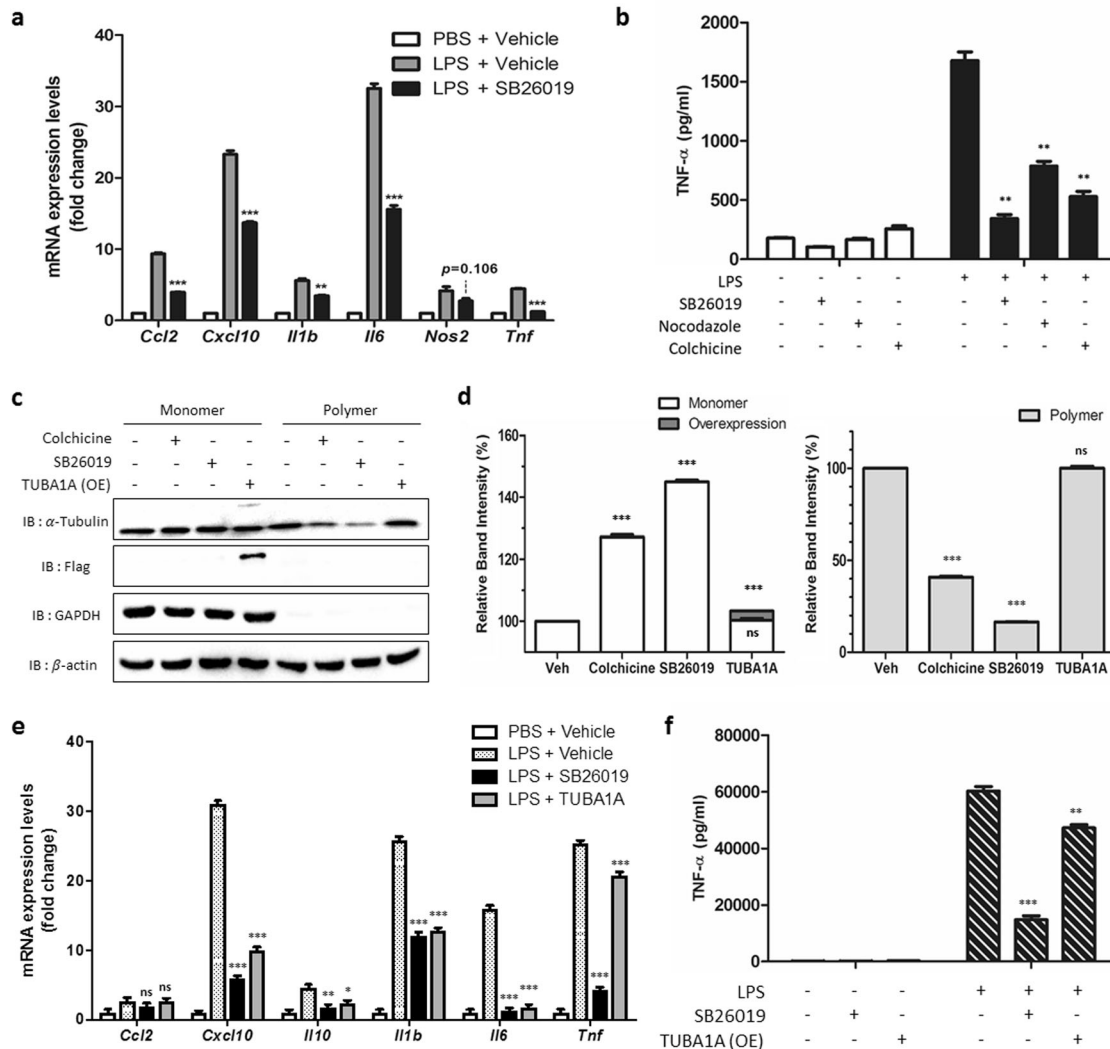 a
mRNA expression levels
(fold change)
40
30
20
10
0
PBS + Vehicle
LPS + Vehicle
LPS + SB26019
***
***
**
***
p=0.106
***
Ccl2 Cxcl10 Il1b Il6 Nos2 Tnf
b
TNF-α (pg/ml)
2000
1500
1000
500
0
**
**
**
LPS - - - - + + + +
SB26019 - + - - - + - -
Nocodazole - - + - - - + -
Colchicine - - - + - - - +
c
Monomer Polymer
Colchicine - + - - - + - -
SB26019 - - + - - - + -
TUBA1A (OE) - - - + - - - +
IB : α-Tubulin
IB : Flag
IB : GAPDH
IB : β-actin
d
Monomer
Overexpression
Relative Band Intensity (%)
160
140
120
100
***
***
***
ns
Veh Colchicine SB26019 TUBA1A
Polymer
Relative Band Intensity (%)
150
100
50
0
***
***
ns
Veh Colchicine SB26019 TUBA1A
e
mRNA expression levels
(fold change)
40
30
20
10
0
PBS + Vehicle
LPS + Vehicle
LPS + SB26019
LPS + TUBA1A
ns ns
*** ***
** *
*** ***
*** ***
*** ***
Ccl2 Cxcl10 Il10 Il1b Il6 Tnf
f
TNF-α (pg/ml)
80000
60000
40000
20000
0
***
**
LPS - - - + + +
SB26019 - + - - + -
TUBA1A (OE) - - + - - +